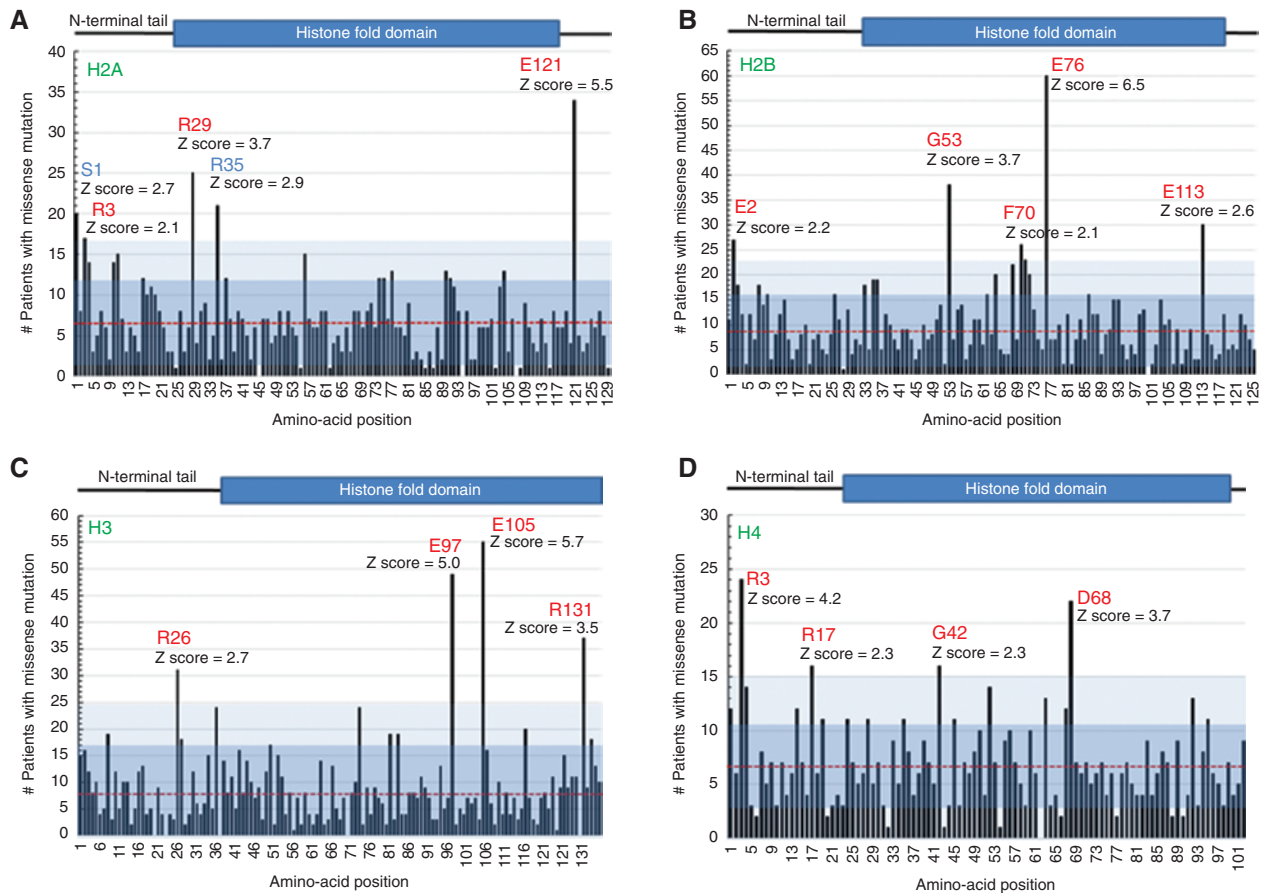 A
N-terminal tail
Histone fold domain
# Patients with missense mutation
40
35
30
25
20
15
10
5
0
H2A
S1
Z score = 2.7
R3
Z score = 2.1
R29
Z score = 3.7
R35
Z score = 2.9
E121
Z score = 5.5
1 5 9 13 17 21 25 29 33 37 41 45 49 53 57 61 65 69 73 77 81 85 89 93 97 101 105 109 113 117 121 125 129
Amino-acid position
B
N-terminal tail
Histone fold domain
# Patients with missense mutation
65
60
55
50
45
40
35
30
25
20
15
10
5
0
H2B
E2
Z score = 2.2
G53
Z score = 3.7
F70
Z score = 2.1
E76
Z score = 6.5
E113
Z score = 2.6
1 5 9 13 17 21 25 29 33 37 41 45 49 53 57 61 65 69 73 77 81 85 89 93 97 101 105 109 113 117 121 125
Amino-acid position
C
N-terminal tail
Histone fold domain
# Patients with missense mutation
60
55
50
45
40
35
30
25
20
15
10
5
0
H3
R26
Z score = 2.7
E97
Z score = 5.0
E105
Z score = 5.7
R131
Z score = 3.5
1 6 11 16 21 26 31 36 41 46 51 56 61 66 71 76 81 86 91 96 106 111 116 121 121 131
Amino-acid position
D
N-terminal tail
Histone fold domain
# Patients with missense mutation
30
25
20
15
10
5
0
H4
R3
Z score = 4.2
R17
Z score = 2.3
G42
Z score = 2.3
D68
Z score = 3.7
1 5 9 13 17 21 25 29 33 37 41 45 49 53 57 61 65 69 73 77 81 85 89 93 97 101
Amino-acid position